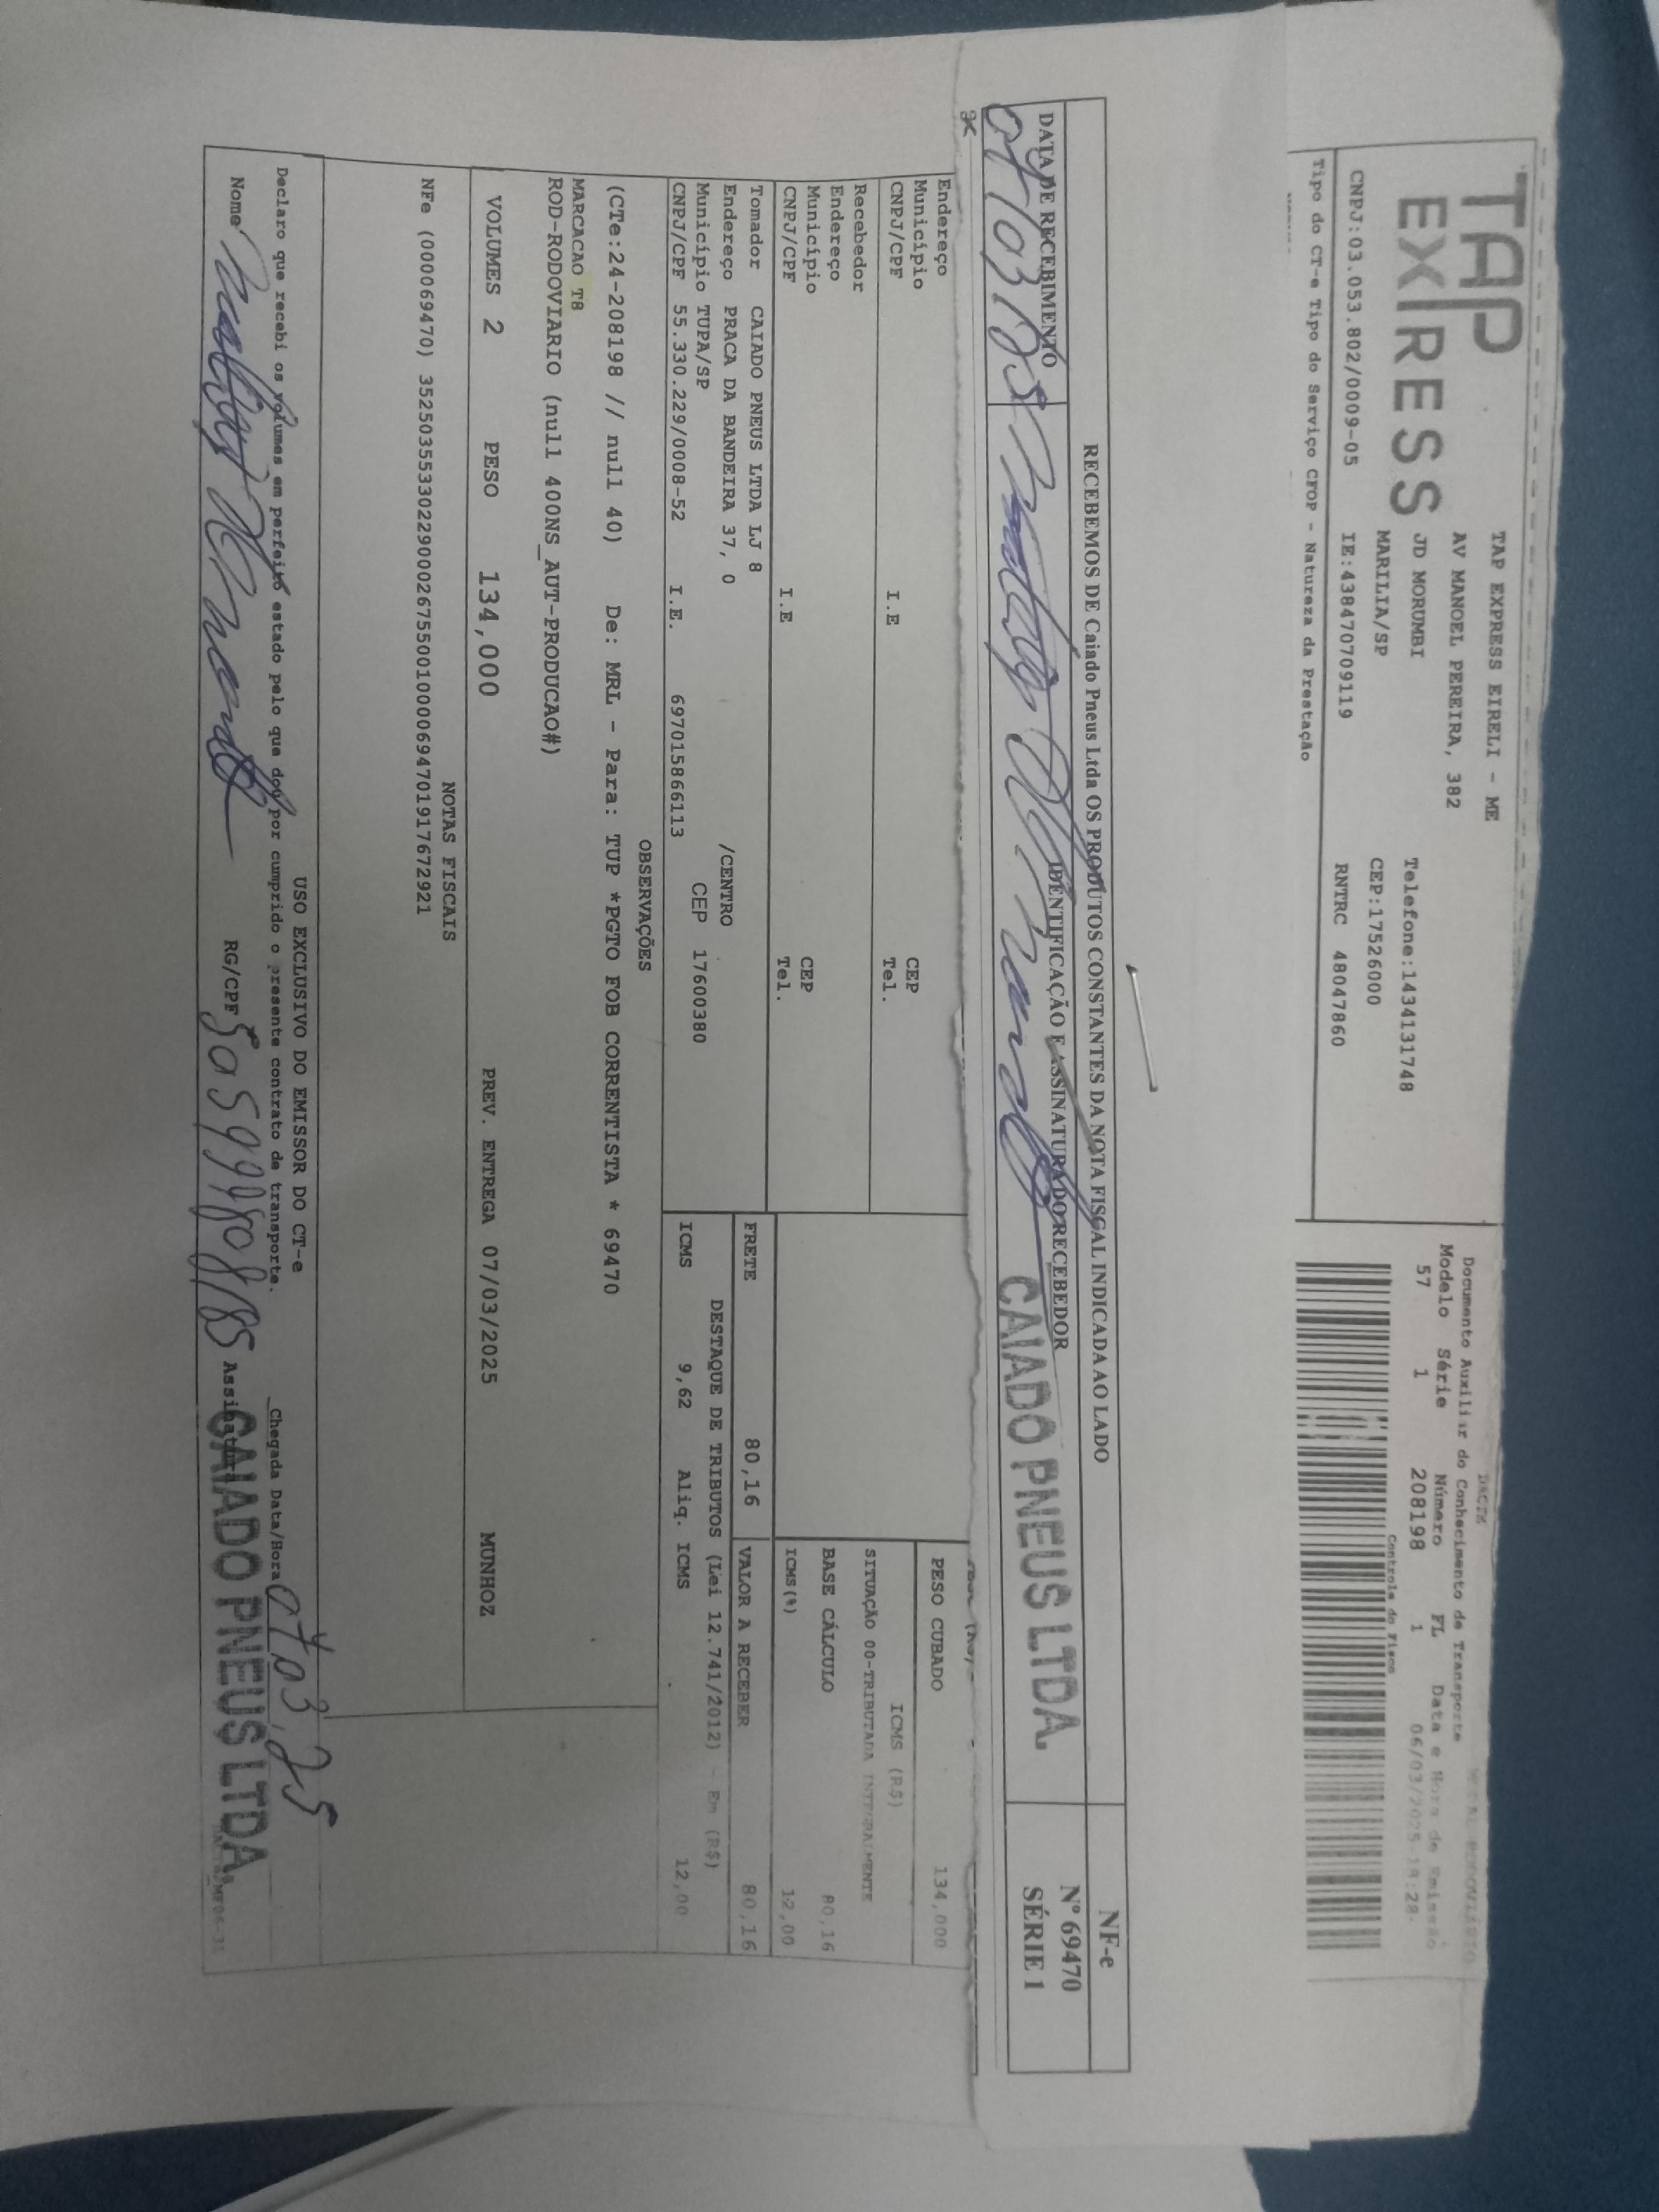 TAP
EXPRESS
TAP EXPRESS EIRELI - ME
AV MANOEL PEREIRA, 382
JD MORUMBI
MARILIA/SP
Telefone:1434131748
CEP:17526000
CNPJ:03.053.802/0009-05 IE:438470709119 RNTRC 48047860
Tipo do CT-e Tipo do Serviço CFOP - Natureza da Prestação
DACTE
Documento Auxiliar do Conhecimento de Transporte
Modelo Série Número FL Data e Hora de Emissão
57 1 208198 1 06/03/2025
Controle do Fisco
RECEBEMOS DE Caiado Pneus Ltda OS PRODUTOS CONSTANTES DA NOTA FISCAL INDICADA AO LADO
DATA DE RECEBIMENTO
IDENTIFICAÇÃO E ASSINATURA DO RECEBEDOR
CAIADO PNEUS LTDA.
NF-e
Nº 69470
SÉRIE 1
Endereço
Município CEP
CNPJ/CPF I.E Tel.
Recebedor
Endereço
Município CEP
CNPJ/CPF I.E Tel.
Tomador CAIADO PNEUS LTDA LJ 8
Endereço PRACA DA BANDEIRA 37, 0 /CENTRO
Município TUPA/SP CEP 17600380
CNPJ/CPF 55.330.229/0008-52 I.E. 697015866113
PESO CUBADO 134,000
ICMS (R$)
SITUAÇÃO 00-TRIBUTADA INTEGRALMENTE
BASE CÁLCULO 80,16
ICMS(%) 12,00
FRETE 80,16 VALOR A RECEBER 80,16
DESTAQUE DE TRIBUTOS (Lei 12.741/2012) - Em (R$)
ICMS 9,62 Aliq. ICMS 12,00
OBSERVAÇÕES
(CTe:24-208198 // null 40) De: MRL - Para: TUP *PGTO FOB CORRENTISTA * 69470
MARCACAO T8
ROD-RODOVIARIO (null 400NS_AUT-PRODUCAO#)
VOLUMES 2 PESO 134,000 PREV. ENTREGA 07/03/2025 MUNHOZ
NOTAS FISCAIS
NFe (000069470) 35250355330229000267550010000694701917672921
USO EXCLUSIVO DO EMISSOR DO CT-e
Declaro que recebi os volumes em perfeito estado pelo que dou por cumprido o presente contrato de transporte.
Chegada Data/Hora
Nome RG/CPF Assinatura
CAIADO PNEUS LTDA.